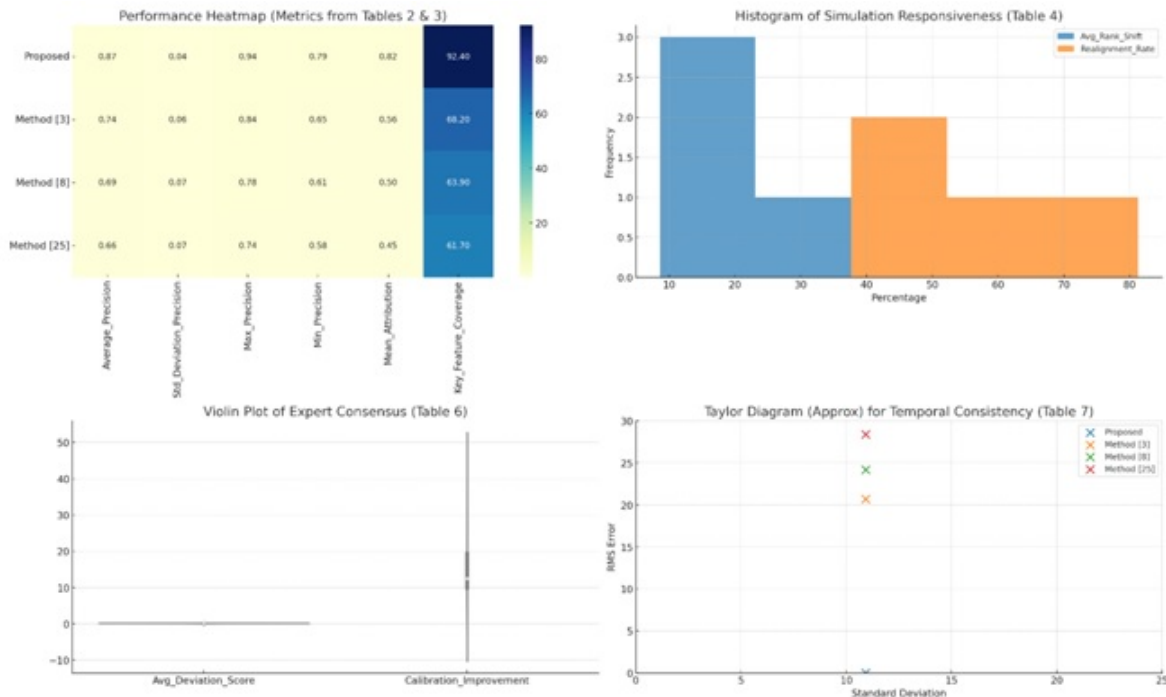 Performance Heatmap (Metrics from Tables 2 & 3)
Proposed 0.87 0.04 0.94 0.79 0.82 92.40
Method [3] 0.74 0.06 0.84 0.65 0.56 68.20
Method [8] 0.69 0.07 0.78 0.61 0.50 63.90
Method [25] 0.66 0.07 0.74 0.58 0.45 61.70
80
60
40
20
Average_Precision
Std_Deviation_Precision
Max_Precision
Min_Precision
Mean_Attribution
Key_Feature_Coverage
Histogram of Simulation Responsiveness (Table 4)
Avg_Rank_Shift
Realignment_Rate
Frequency
3.0
2.5
2.0
1.5
1.0
0.5
0.0
10 20 30 40 50 60 70 80
Percentage
Violin Plot of Expert Consensus (Table 6)
50
40
30
20
10
0
−10
Avg_Deviation_Score Calibration_Improvement
Taylor Diagram (Approx) for Temporal Consistency (Table 7)
Proposed
Method [3]
Method [8]
Method [25]
RMS Error
30
25
20
15
10
5
0
0 5 10 15 20 25
Standard Deviation